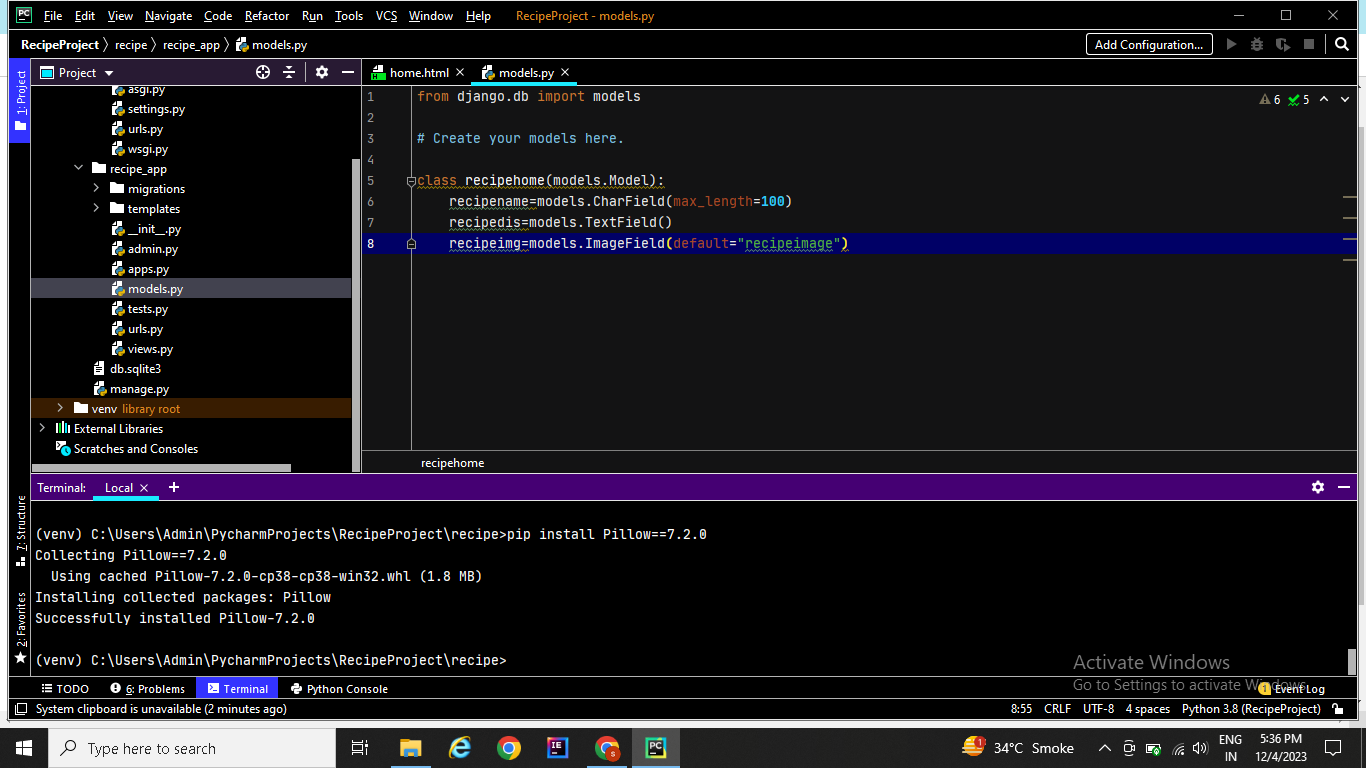 PC File Edit View Navigate Code Refactor Run Tools VCS Window Help RecipeProject - models.py
RecipeProject recipe recipe_app models.py Add Configuration...
1: Project
Project
home.html models.py
asgi.py
settings.py
urls.py
wsgi.py
recipe_app
migrations
templates
__init__.py
admin.py
apps.py
models.py
tests.py
urls.py
views.py
db.sqlite3
manage.py
venv library root
External Libraries
Scratches and Consoles
6 5
1 from django.db import models
2
3 # Create your models here.
4
5 class recipehome(models.Model):
6 recipename=models.CharField(max_length=100)
7 recipedis=models.TextField()
8 recipeimg=models.ImageField(default="recipeimage")
recipehome
7: Structure
2: Favorites
Terminal: Local +
(venv) C:\Users\Admin\PycharmProjects\RecipeProject\recipe>pip install Pillow==7.2.0
Collecting Pillow==7.2.0
Using cached Pillow-7.2.0-cp38-cp38-win32.whl (1.8 MB)
Installing collected packages: Pillow
Successfully installed Pillow-7.2.0
(venv) C:\Users\Admin\PycharmProjects\RecipeProject\recipe>
Activate Windows
Go to Settings to activate Windows.
TODO 6: Problems Terminal Python Console 1 Event Log
System clipboard is unavailable (2 minutes ago) 8:55 CRLF UTF-8 4 spaces Python 3.8 (RecipeProject)
Type here to search IE S PC 1 34°C Smoke ENG 5:36 PM
IN 12/4/2023